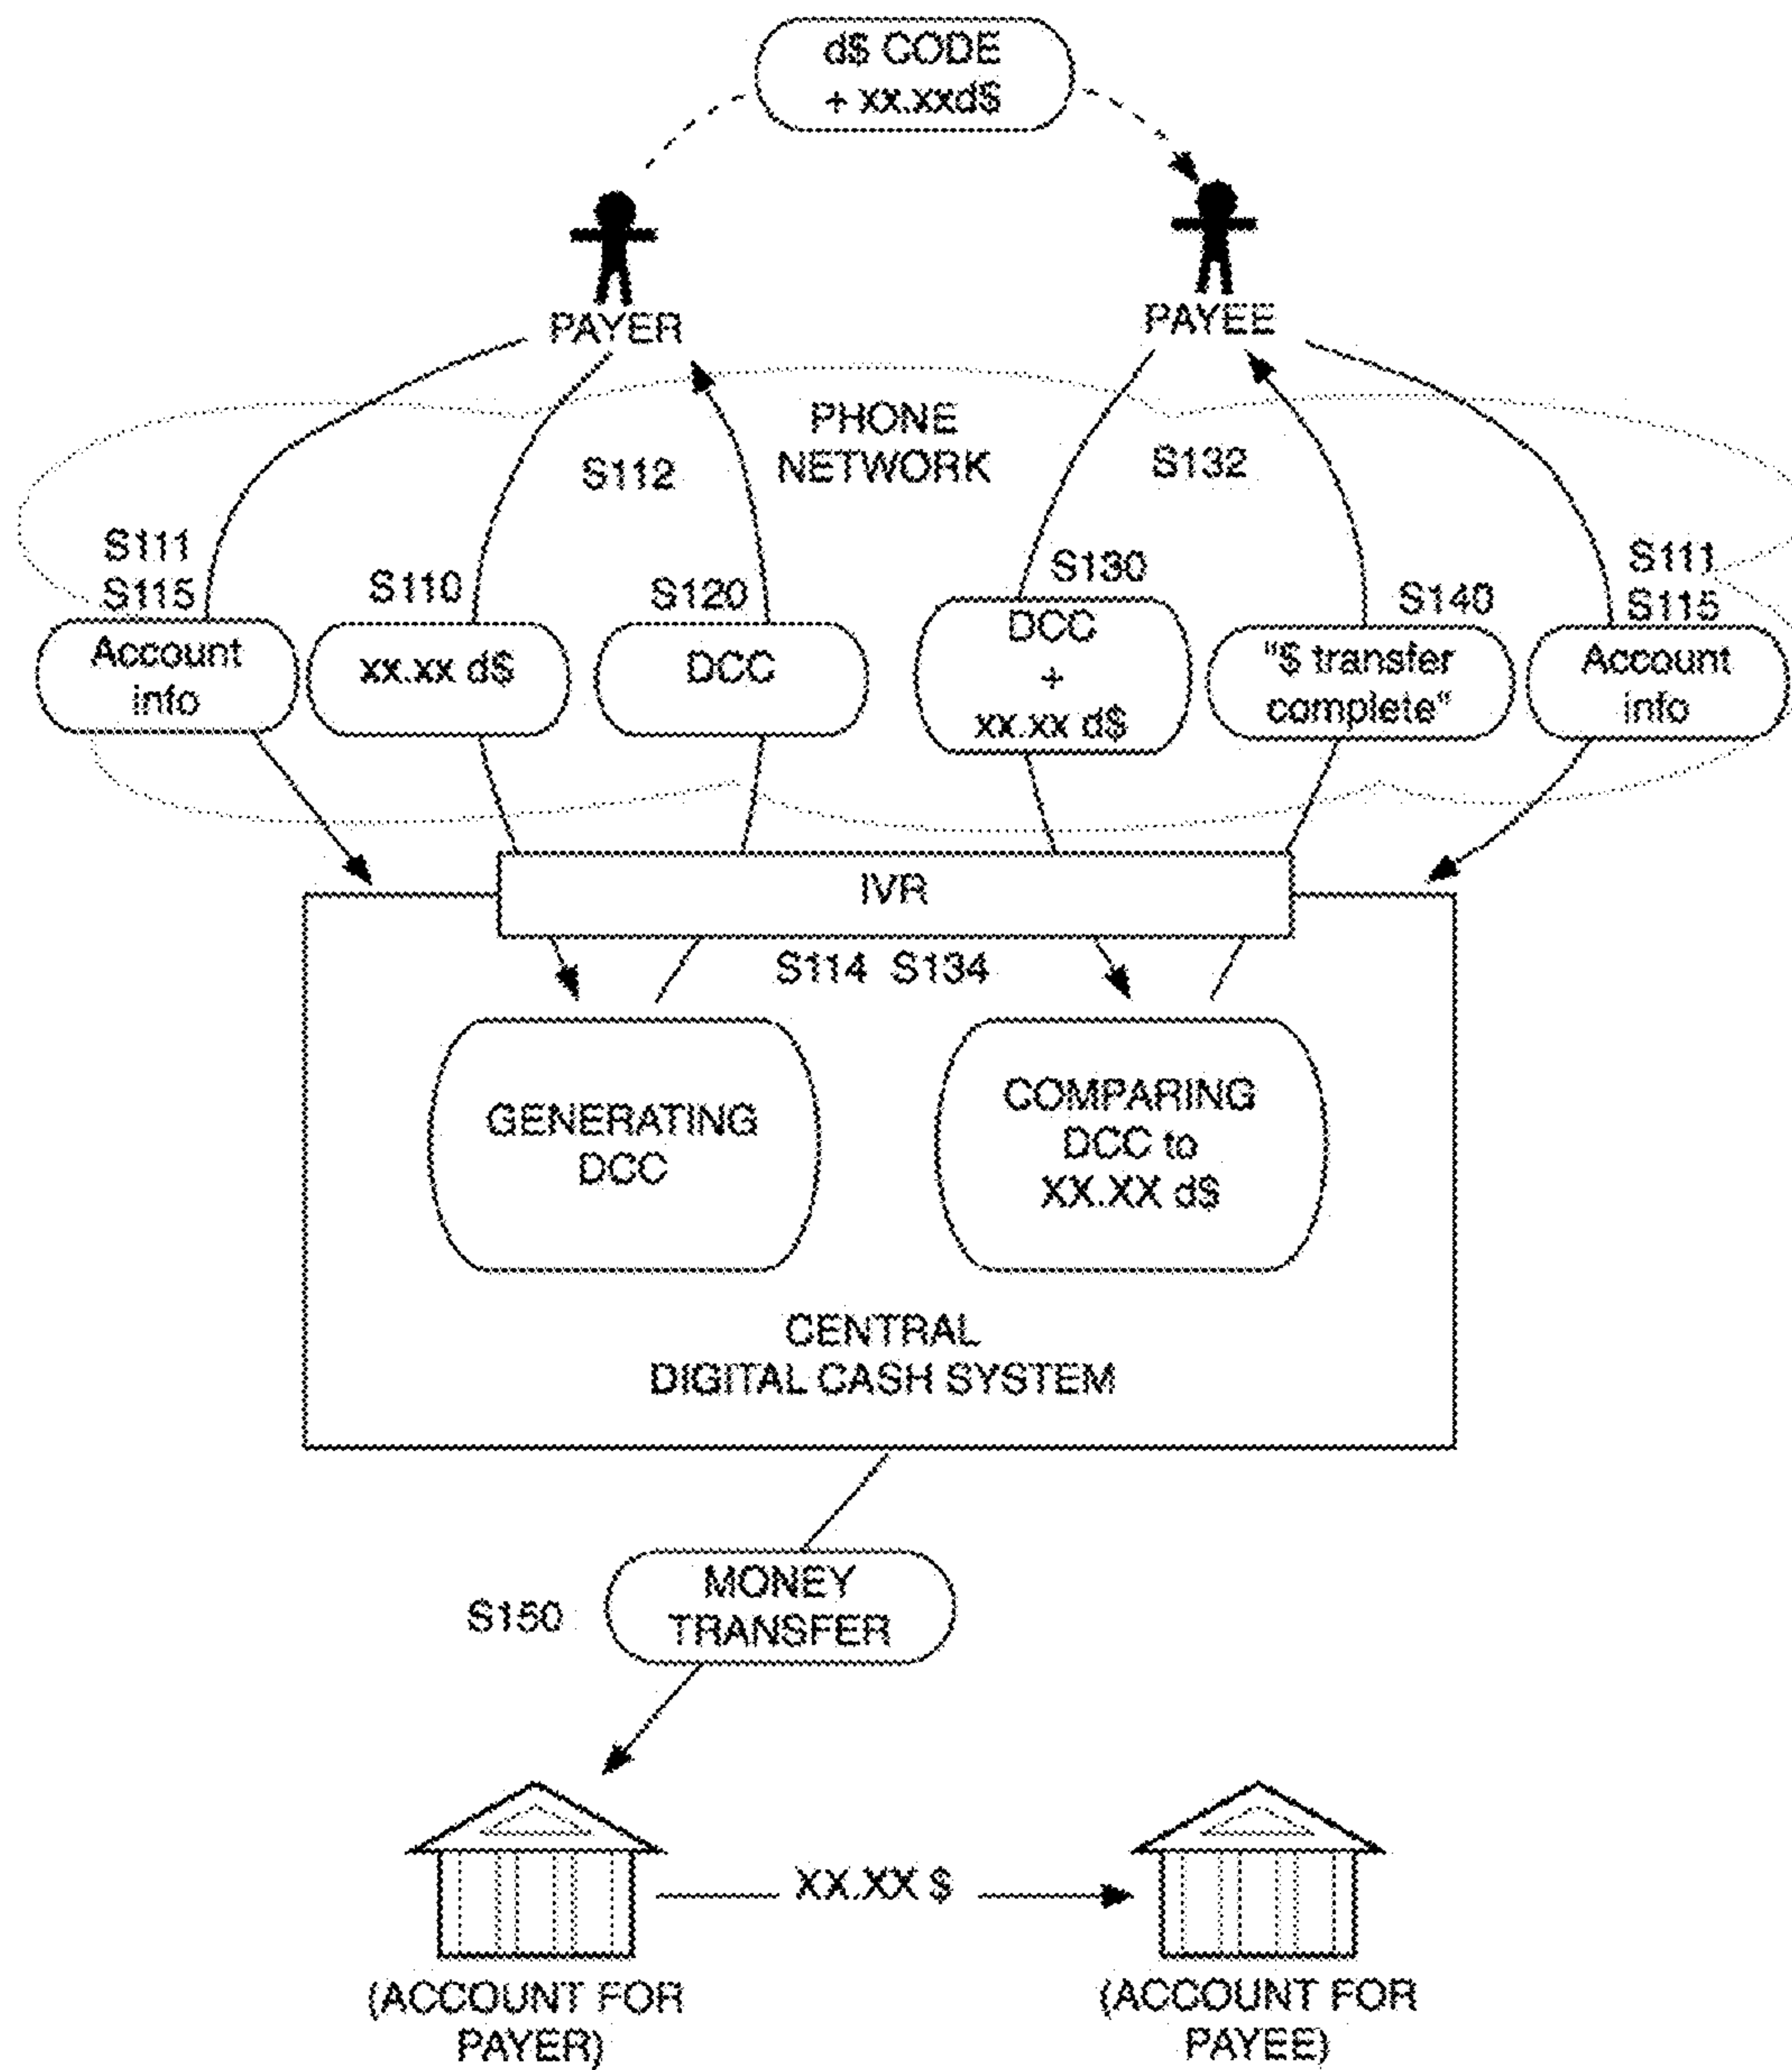 d$ CODE
+ xx.xxd$
PAYER
PAYEE
PHONE
NETWORK
S112
S132
S111
S115
S110
S120
S130
S140
S111
S115
Account
info
xx.xx d$
DCC
DCC
+
xx.xx d$
"$ transfer
complete"
Account
info
IVR
S114 S134
GENERATING
DCC
COMPARING
DCC to
XX.XX d$
CENTRAL
DIGITAL CASH SYSTEM
S150
MONEY
TRANSFER
XX.XX $
(ACCOUNT FOR
PAYER)
(ACCOUNT FOR
PAYEE)